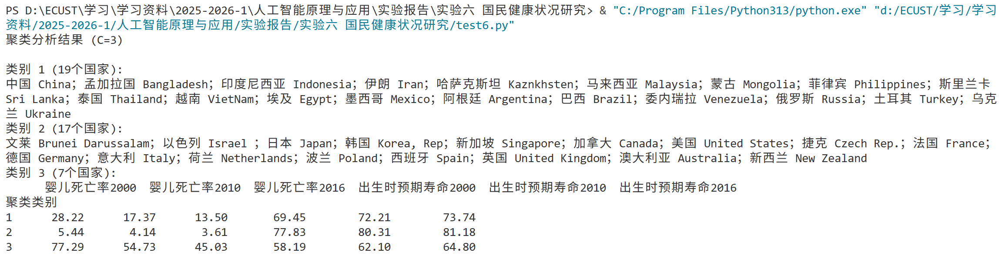 PS D:\ECUST\学习\学习资料\2025-2026-1\人工智能原理与应用\实验报告\实验六 国民健康状况研究> & "C:/Program Files/Python313/python.exe" "d:/ECUST/学习/学习
资料/2025-2026-1/人工智能原理与应用/实验报告/实验六 国民健康状况研究/test6.py"
聚类分析结果 (C=3)
类别 1 (19个国家):
中国 China; 孟加拉国 Bangladesh; 印度尼西亚 Indonesia; 伊朗 Iran; 哈萨克斯坦 Kaznkhsten; 马来西亚 Malaysia; 蒙古 Mongolia; 菲律宾 Philippines; 斯里兰卡
Sri Lanka; 泰国 Thailand; 越南 VietNam; 埃及 Egypt; 墨西哥 Mexico; 阿根廷 Argentina; 巴西 Brazil; 委内瑞拉 Venezuela; 俄罗斯 Russia; 土耳其 Turkey; 乌克
兰 Ukraine
类别 2 (17个国家):
文莱 Brunei Darussalam; 以色列 Israel ; 日本 Japan; 韩国 Korea, Rep; 新加坡 Singapore; 加拿大 Canada; 美国 United States; 捷克 Czech Rep.; 法国 France;
德国 Germany; 意大利 Italy; 荷兰 Netherlands; 波兰 Poland; 西班牙 Spain; 英国 United Kingdom; 澳大利亚 Australia; 新西兰 New Zealand
类别 3 (7个国家):
婴儿死亡率2000 婴儿死亡率2010 婴儿死亡率2016 出生时预期寿命2000 出生时预期寿命2010 出生时预期寿命2016
聚类类别
1 28.22 17.37 13.50 69.45 72.21 73.74
2 5.44 4.14 3.61 77.83 80.31 81.18
3 77.29 54.73 45.03 58.19 62.10 64.80